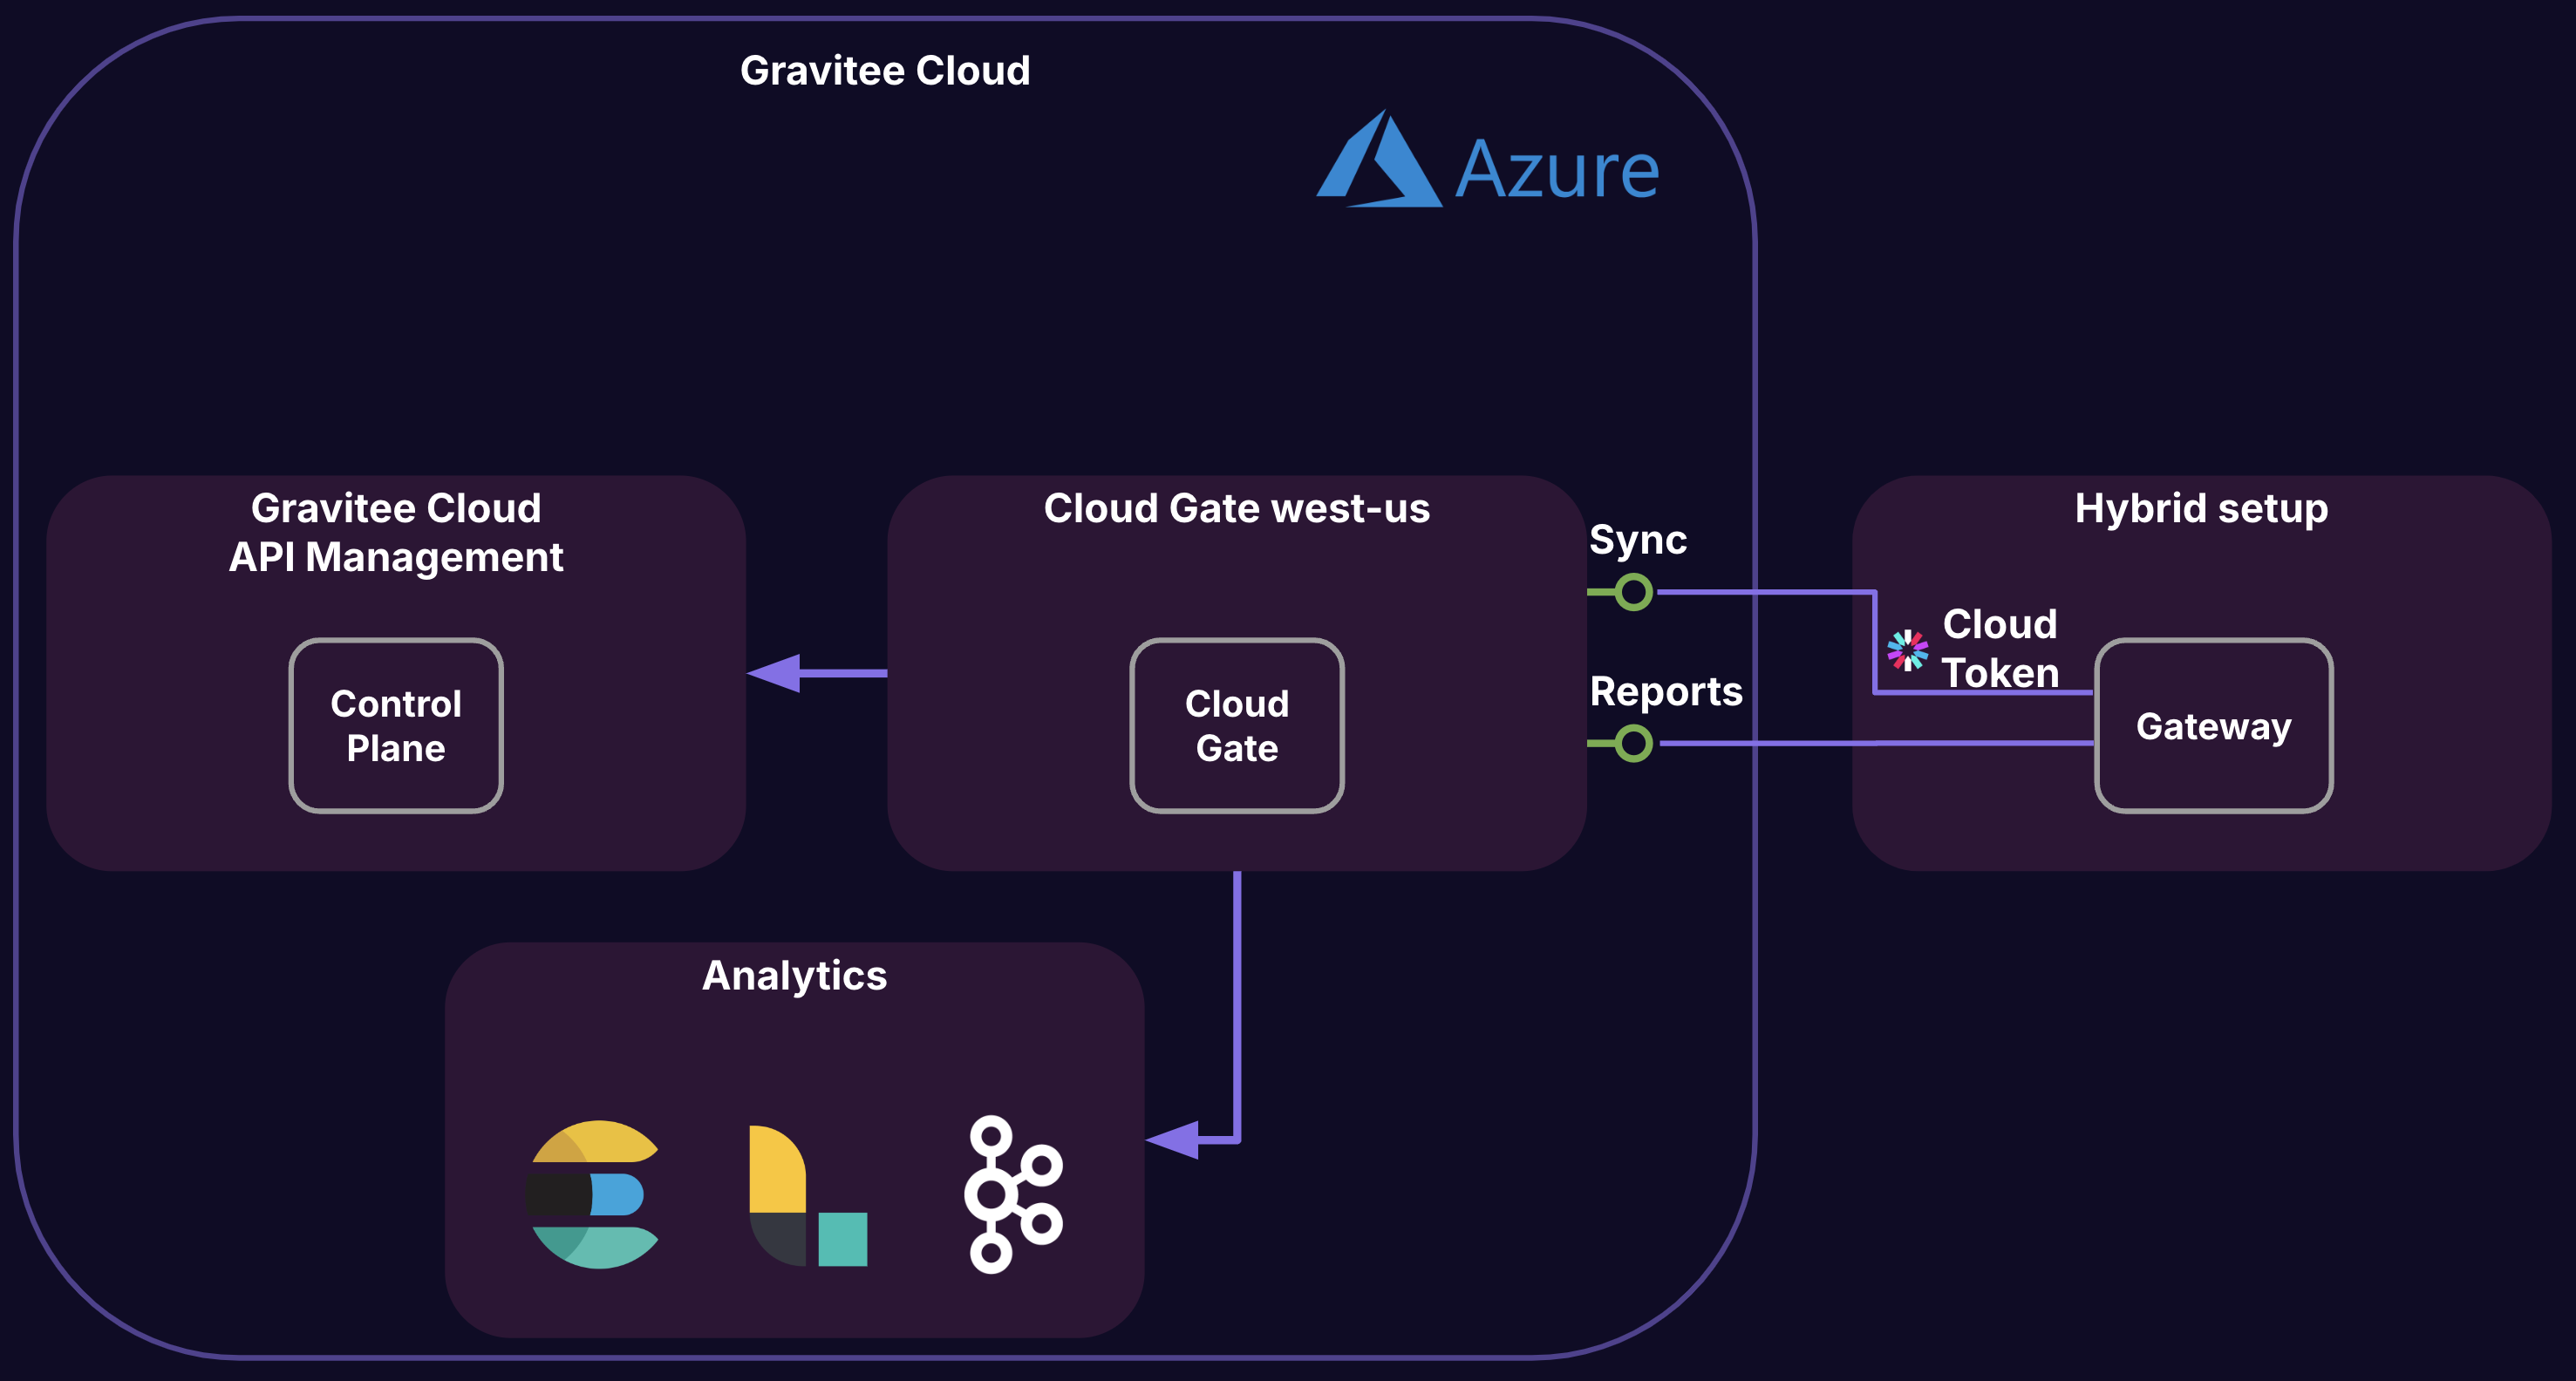 Gravitee Cloud
Azure
Gravitee Cloud
API Management
Control
Plane
Cloud Gate west-us
Cloud
Gate
Sync
Reports
Hybrid setup
Cloud
Token
Gateway
Analytics